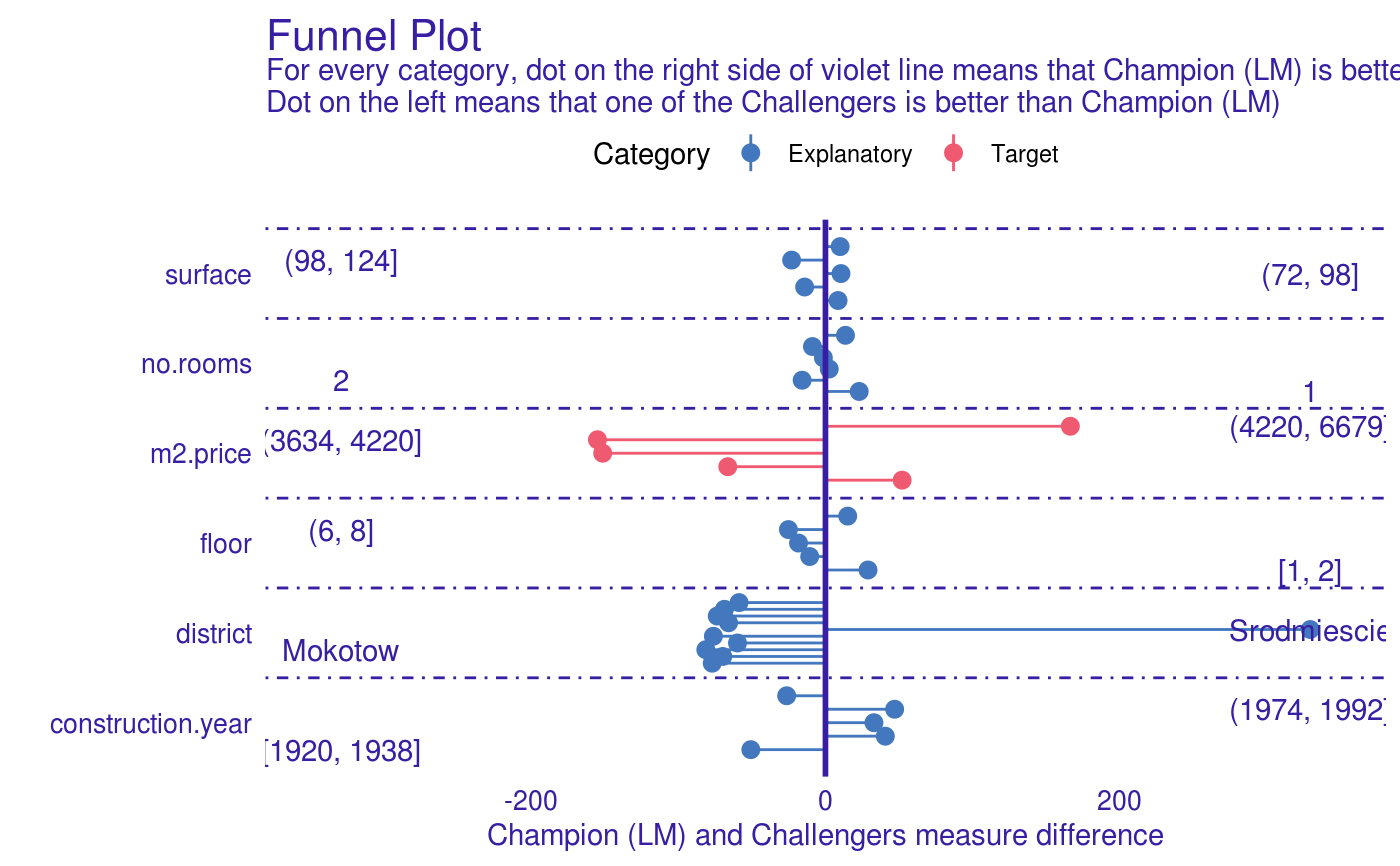 Funnel Plot
For every category, dot on the right side of violet line means that Champion (LM) is bette
Dot on the left means that one of the Challengers is better than Champion (LM)
Category Explanatory Target
surface (98, 124] (72, 98]
no.rooms 2 1
m2.price (3634, 4220] (4220, 6679]
floor (6, 8] [1, 2]
district Mokotow Srodmiescie
construction.year [1920, 1938] (1974, 1992]
-200 0 200
Champion (LM) and Challengers measure difference